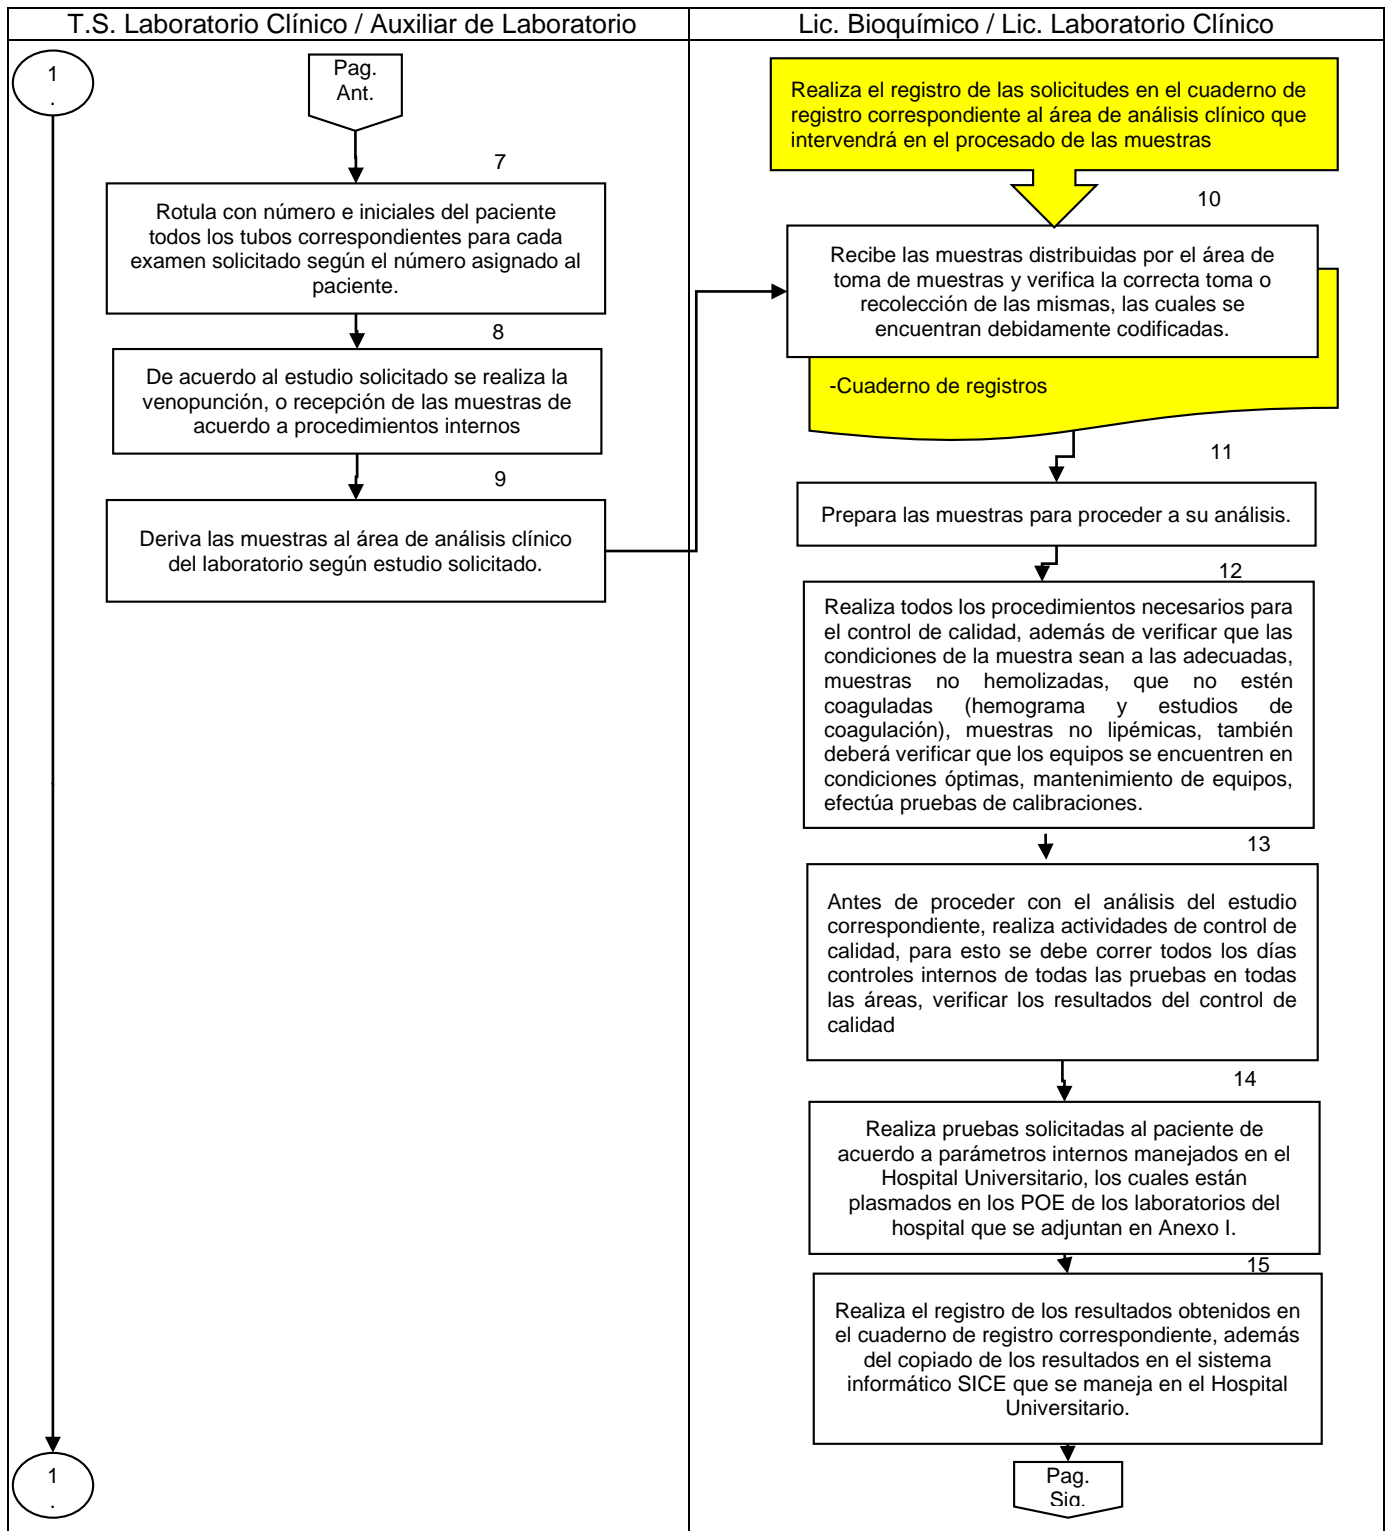 T.S. Laboratorio Clínico / Auxiliar de Laboratorio
Lic. Bioquímico / Lic. Laboratorio Clínico
1
.
Pag.
Ant.
7
Rotula con número e iniciales del paciente
todos los tubos correspondientes para cada
examen solicitado según el número asignado al
paciente.
8
De acuerdo al estudio solicitado se realiza la
venopunción, o recepción de las muestras de
acuerdo a procedimientos internos
9
Deriva las muestras al área de análisis clínico
del laboratorio según estudio solicitado.
1
.
Realiza el registro de las solicitudes en el cuaderno de
registro correspondiente al área de análisis clínico que
intervendrá en el procesado de las muestras
10
Recibe las muestras distribuidas por el área de
toma de muestras y verifica la correcta toma o
recolección de las mismas, las cuales se
encuentran debidamente codificadas.
-Cuaderno de registros
11
Prepara las muestras para proceder a su análisis.
12
Realiza todos los procedimientos necesarios para
el control de calidad, además de verificar que las
condiciones de la muestra sean a las adecuadas,
muestras no hemolizadas, que no estén
coaguladas (hemograma y estudios de
coagulación), muestras no lipémicas, también
deberá verificar que los equipos se encuentren en
condiciones óptimas, mantenimiento de equipos,
efectúa pruebas de calibraciones.
13
Antes de proceder con el análisis del estudio
correspondiente, realiza actividades de control de
calidad, para esto se debe correr todos los días
controles internos de todas las pruebas en todas
las áreas, verificar los resultados del control de
calidad
14
Realiza pruebas solicitadas al paciente de
acuerdo a parámetros internos manejados en el
Hospital Universitario, los cuales están
plasmados en los POE de los laboratorios del
hospital que se adjuntan en Anexo I.
15
Realiza el registro de los resultados obtenidos en
el cuaderno de registro correspondiente, además
del copiado de los resultados en el sistema
informático SICE que se maneja en el Hospital
Universitario.
Pag.
Sig.